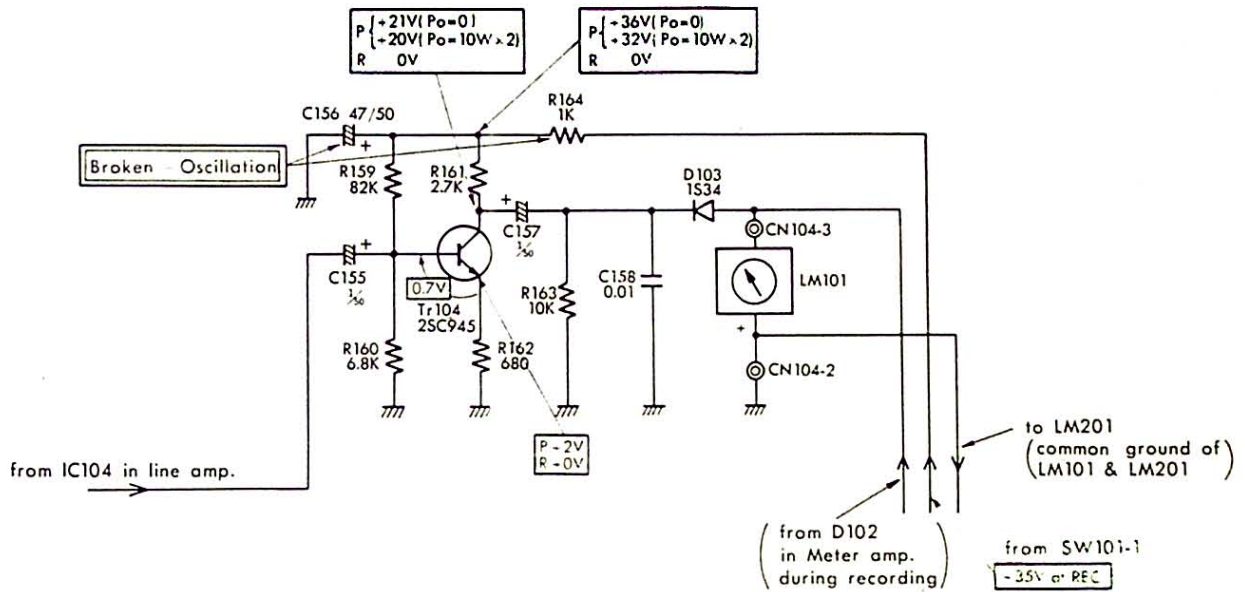 P { +21V( Po=0 )
+20V( Po=10W × 2)
R 0V
P { +36V( Po=0)
+32V( Po=10W × 2)
R 0V
C156 47/50
+
R164
1K
Broken - Oscillation
R159
82K
R161
2.7K
D103
1S34
+
C157
1/50
CN104-3
+
C155
1/50
0.7V
Tr104
2SC945
R163
10K
C158
0.01
LM101
+
R160
6.8K
R162
680
CN104-2
P - 2V
R - 0V
from IC104 in line amp.
to LM201
(common ground of
LM101 & LM201)
(from D102
in Meter amp.
during recording)
from SW101-1
REC